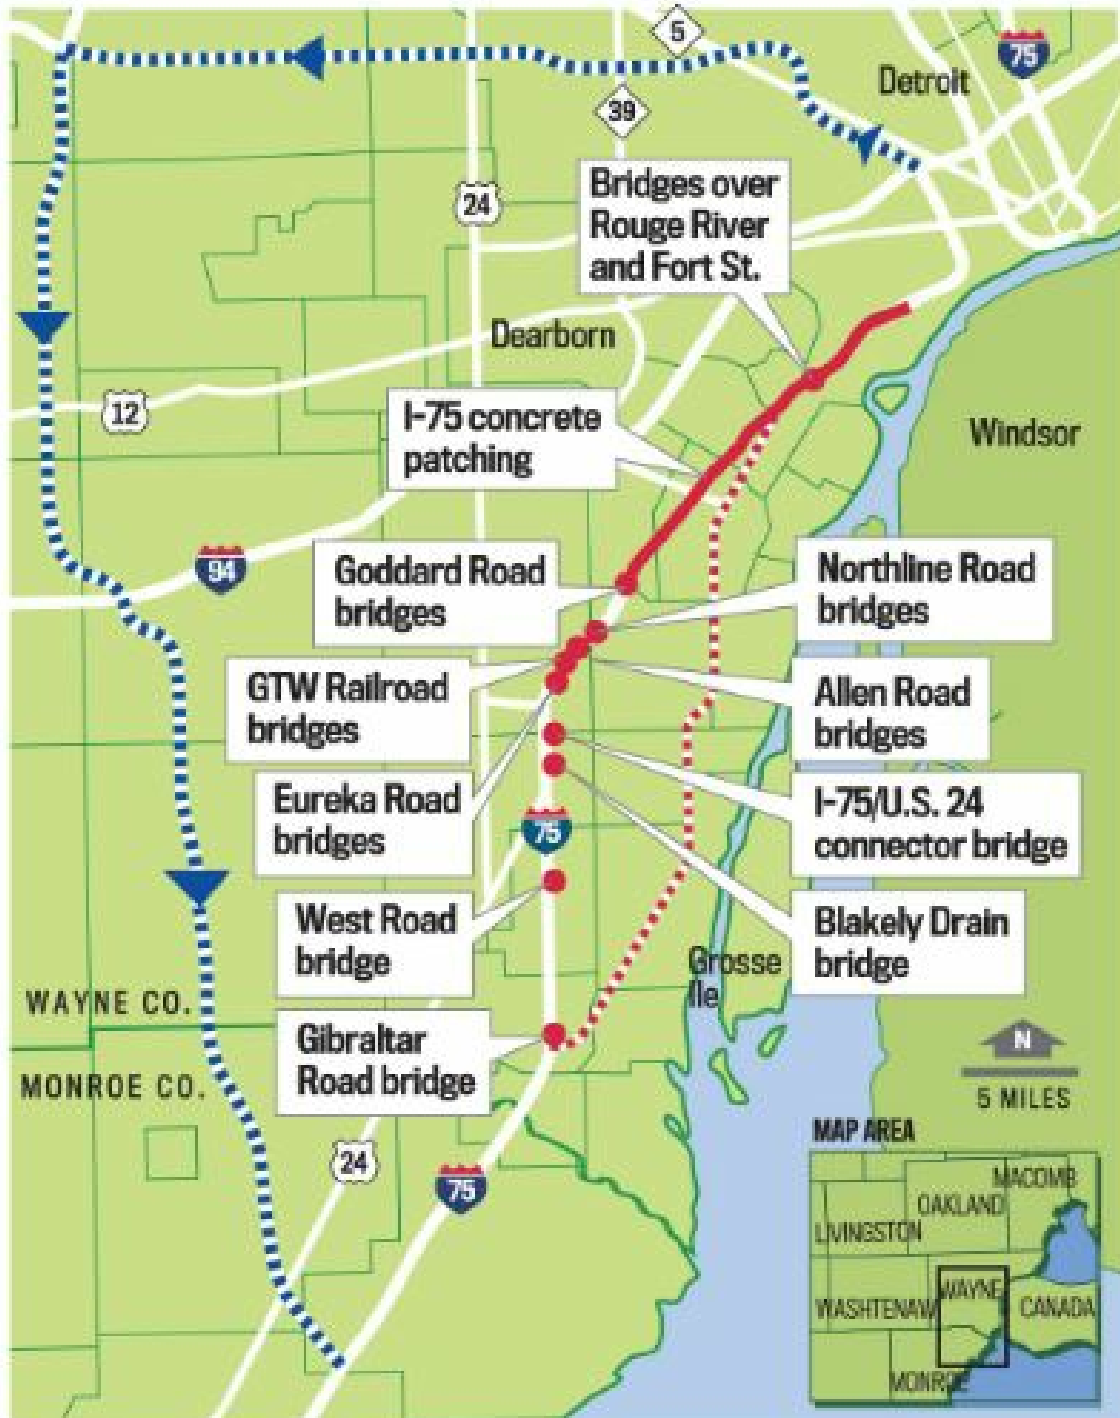 5
75
Detroit
39
Bridges over
Rouge River
and Fort St.
24
Dearborn
12
I-75 concrete
patching
Windsor
94
Goddard Road
bridges
Northline Road
bridges
GTW Railroad
bridges
Allen Road
bridges
Eureka Road
bridges
I-75/U.S. 24
connector bridge
75
West Road
bridge
Blakely Drain
bridge
Grosse
Ile
WAYNE CO.
MONROE CO.
Gibraltar
Road bridge
N
5 MILES
24
75
MAP AREA
MACOMB
OAKLAND
LIVINGSTON
WAYNE
WASHTENAW
CANADA
MONROE